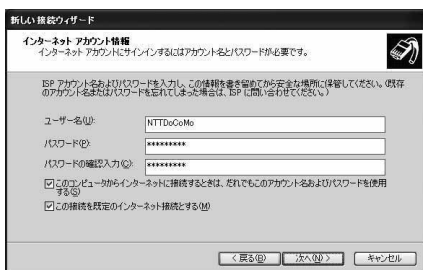 新しい接続ウィザード
インターネット アカウント情報
インターネット アカウントにサインインするにはアカウント名とパスワードが必要です。
ISP アカウント名およびパスワードを入力し、この情報を書き留めてから安全な場所に保管してください。(既存
のアカウント名またはパスワードを忘れてしまった場合は、ISP に問い合わせてください。)
ユーザー名(U):
NTTDoCoMo
パスワード(P):
*********
パスワードの確認入力(C):
*********
このコンピュータからインターネットに接続するときは、だれでもこのアカウント名およびパスワードを使用
する(S)
この接続を既定のインターネット接続とする(M)
< 戻る(B)
次へ(N) >
キャンセル